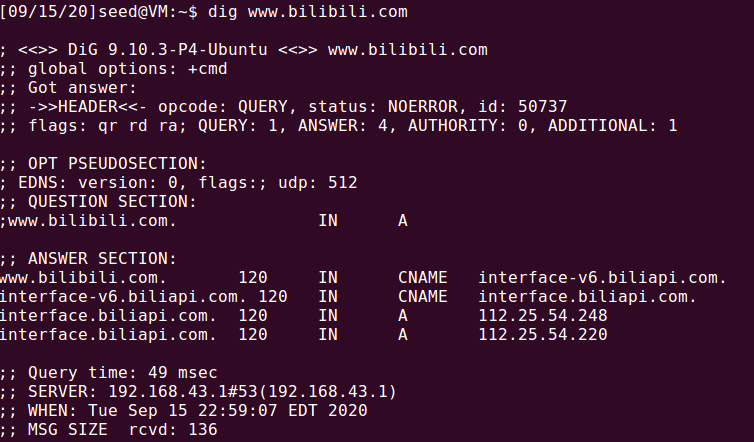 [09/15/20]seed@VM:~$ dig www.bilibili.com
; <<>> DiG 9.10.3-P4-Ubuntu <<>> www.bilibili.com
;; global options: +cmd
;; Got answer:
;; ->>HEADER<<- opcode: QUERY, status: NOERROR, id: 50737
;; flags: qr rd ra; QUERY: 1, ANSWER: 4, AUTHORITY: 0, ADDITIONAL: 1
;; OPT PSEUDOSECTION:
; EDNS: version: 0, flags:; udp: 512
;; QUESTION SECTION:
;www.bilibili.com. IN A
;; ANSWER SECTION:
www.bilibili.com. 120 IN CNAME interface-v6.biliapi.com.
interface-v6.biliapi.com. 120 IN CNAME interface.biliapi.com.
interface.biliapi.com. 120 IN A 112.25.54.248
interface.biliapi.com. 120 IN A 112.25.54.220
;; Query time: 49 msec
;; SERVER: 192.168.43.1#53(192.168.43.1)
;; WHEN: Tue Sep 15 22:59:07 EDT 2020
;; MSG SIZE rcvd: 136